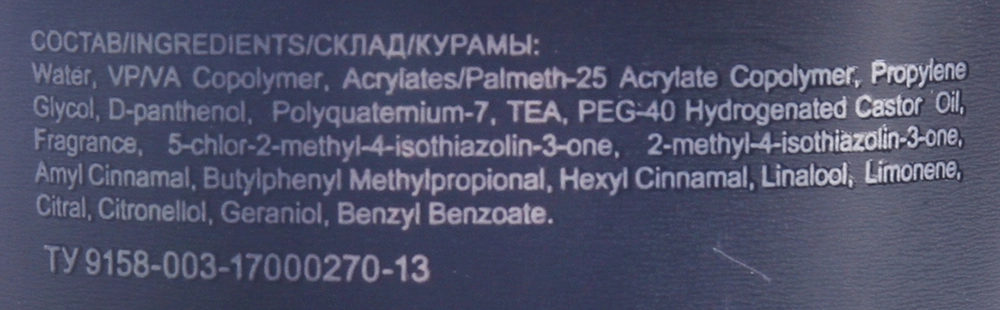 СОСТАВ/INGREDIENTS/СКЛАД/КУРАМЫ:
Water, VP/VA Copolymer, Acrylates/Palmeth-25 Acrylate Copolymer, Propylene
Glycol, D-panthenol, Polyquaternium-7, TEA, PEG-40 Hydrogenated Castor Oil,
Fragrance, 5-chlor-2-methyl-4-isothiazolin-3-one, 2-methyl-4-isothiazolin-3-one,
Amyl Cinnamal, Butylphenyl Methylpropional, Hexyl Cinnamal, Linalool, Limonene,
Citral, Citronellol, Geraniol, Benzyl Benzoate.
ТУ 9158-003-17000270-13